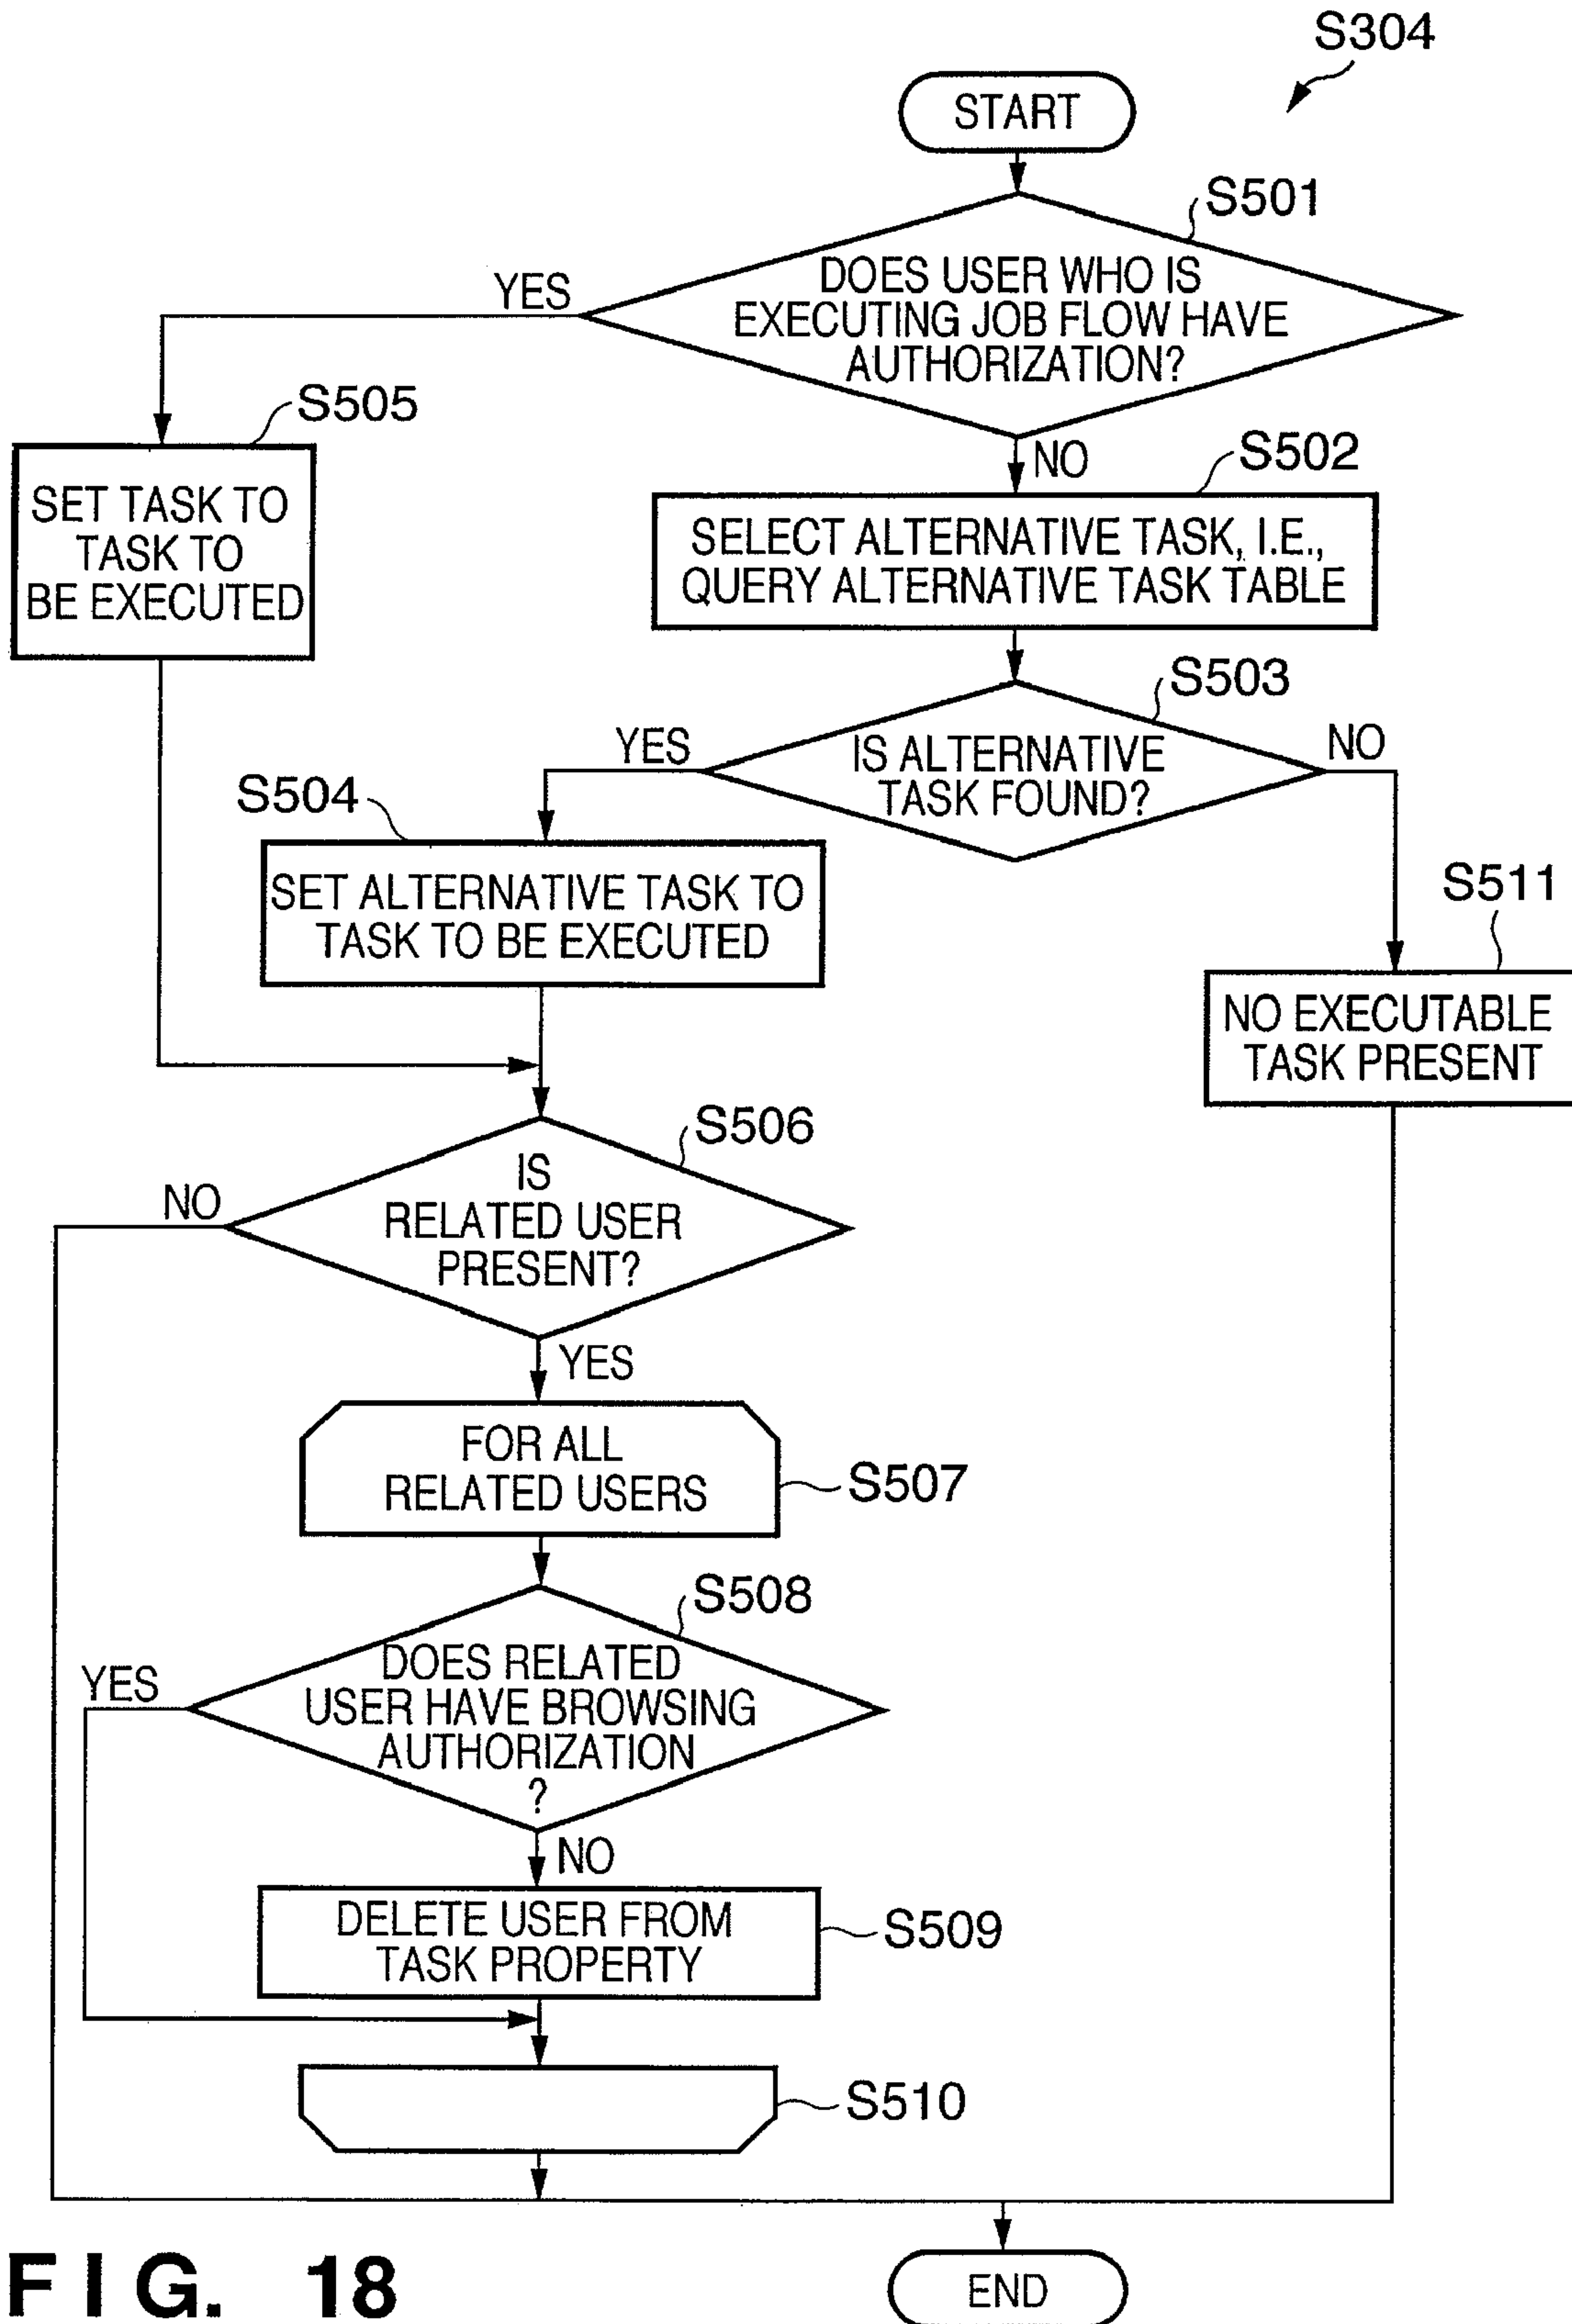 S304
START
S501
DOES USER WHO IS
EXECUTING JOB FLOW HAVE
AUTHORIZATION?
YES
NO
S505
SET TASK TO
TASK TO
BE EXECUTED
S502
SELECT ALTERNATIVE TASK, I.E.,
QUERY ALTERNATIVE TASK TABLE
S503
IS ALTERNATIVE
TASK FOUND?
YES
NO
S504
SET ALTERNATIVE TASK TO
TASK TO BE EXECUTED
S511
NO EXECUTABLE
TASK PRESENT
S506
IS
RELATED USER
PRESENT?
NO
YES
FOR ALL
RELATED USERS
S507
S508
DOES RELATED
USER HAVE BROWSING
AUTHORIZATION
?
YES
NO
DELETE USER FROM
TASK PROPERTY
S509
S510
END
FIG. 18